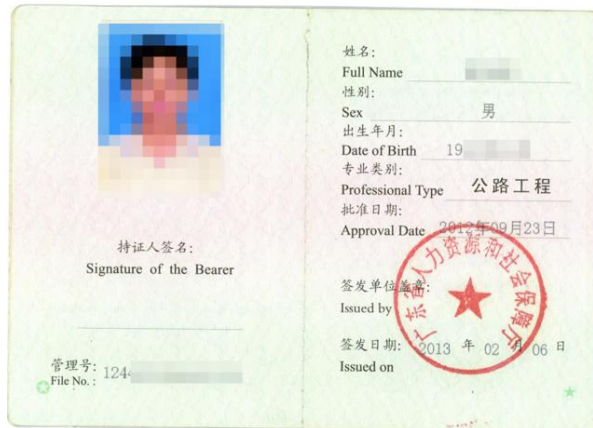 持证人签名:
Signature of the Bearer
管理号:
File No. : 124
姓名:
Full Name
性别:
Sex 男
出生年月:
Date of Birth 19
专业类别:
Professional Type 公路工程
批准日期:
Approval Date 2012年09月23日
签发单位盖章:
Issued by
广东省人力资源和社会保障厅
签发日期: 2013 年 02 月 06 日
Issued on